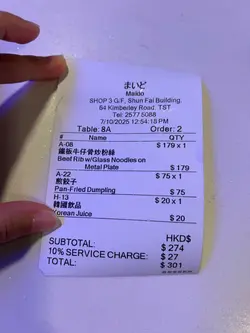 まいど
Maido
SHOP 3 G/F, Shun Fai Building.
84 Kimberley Road. TST
Tel: 2577 5088
7/10/2025 12:54:18 PM
Table: 8A Order: 2
# Name QTY
A-08 $ 179 x 1
鐵板牛仔骨炒粉絲
Beef Rib w/Glass Noodles on
Metal Plate $ 179
A-22 $ 75 x 1
煎餃子
Pan-Fried Dumpling $ 75
H-13 $ 20 x 1
韓國飲品
Korean Juice $ 20
HKD$
SUBTOTAL: $ 274
10% SERVICE CHARGE: $ 27
TOTAL: $ 301